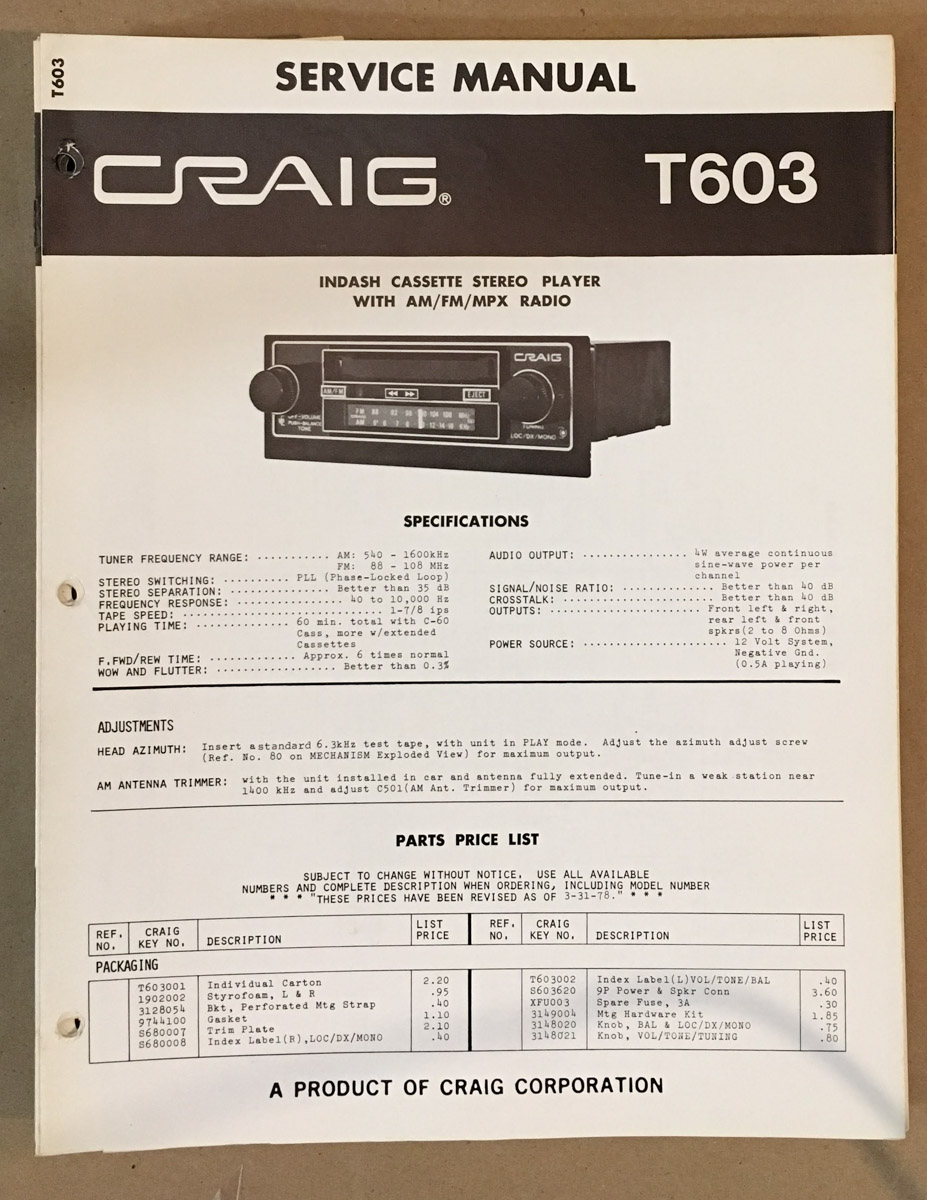 T603
SERVICE MANUAL
CRAIG® T603
INDASH CASSETTE STEREO PLAYER
WITH AM/FM/MPX RADIO
CRAIG
AM/FM
EJECT
OFF-VOLUME
PUSH-BALANCE
TONE
TUNING
LOC/DX/MONO
SPECIFICATIONS
TUNER FREQUENCY RANGE: ........... AM: 540 - 1600kHz
FM: 88 - 108 MHz
STEREO SWITCHING: .......... PLL (Phase-Locked Loop)
STEREO SEPARATION: ................ Better than 35 dB
FREQUENCY RESPONSE: ................. 40 to 10,000 Hz
TAPE SPEED: ............................... 1-7/8 ips
PLAYING TIME: .............. 60 min. total with C-60
Cass, more w/extended
Cassettes
F.FWD/REW TIME: ............. Approx. 6 times normal
WOW AND FLUTTER: ................... Better than 0.3%
AUDIO OUTPUT: ................ 4W average continuous
sine-wave power per
channel
SIGNAL/NOISE RATIO: .............. Better than 40 dB
CROSSTALK: ....................... Better than 40 dB
OUTPUTS: ....................... Front left & right,
rear left & front
spkrs(2 to 8 Ohms)
POWER SOURCE: ...................... 12 Volt System,
Negative Gnd.
(0.5A playing)
ADJUSTMENTS
HEAD AZIMUTH: Insert a standard 6.3kHz test tape, with unit in PLAY mode. Adjust the azimuth adjust screw
(Ref. No. 80 on MECHANISM Exploded View) for maximum output.
AM ANTENNA TRIMMER: with the unit installed in car and antenna fully extended. Tune-in a weak station near
1400 kHz and adjust C501(AM Ant. Trimmer) for maximum output.
PARTS PRICE LIST
SUBJECT TO CHANGE WITHOUT NOTICE. USE ALL AVAILABLE
NUMBERS AND COMPLETE DESCRIPTION WHEN ORDERING, INCLUDING MODEL NUMBER
* * * "THESE PRICES HAVE BEEN REVISED AS OF 3-31-78." * * *
REF. NO. CRAIG KEY NO. DESCRIPTION LIST PRICE REF. NO. CRAIG KEY NO. DESCRIPTION LIST PRICE
PACKAGING
T603001 Individual Carton 2.20 T603002 Index Label(L)VOL/TONE/BAL .40
1902002 Styrofoam, L & R .95 S603620 9P Power & Spkr Conn 3.60
3128054 Bkt, Perforated Mtg Strap .40 XFU003 Spare Fuse, 3A .30
9744100 Gasket 1.10 3149004 Mtg Hardware Kit 1.85
S680007 Trim Plate 2.10 3148020 Knob, BAL & LOC/DX/MONO .75
S680008 Index Label(R),LOC/DX/MONO .40 3148021 Knob, VOL/TONE/TUNING .80
A PRODUCT OF CRAIG CORPORATION